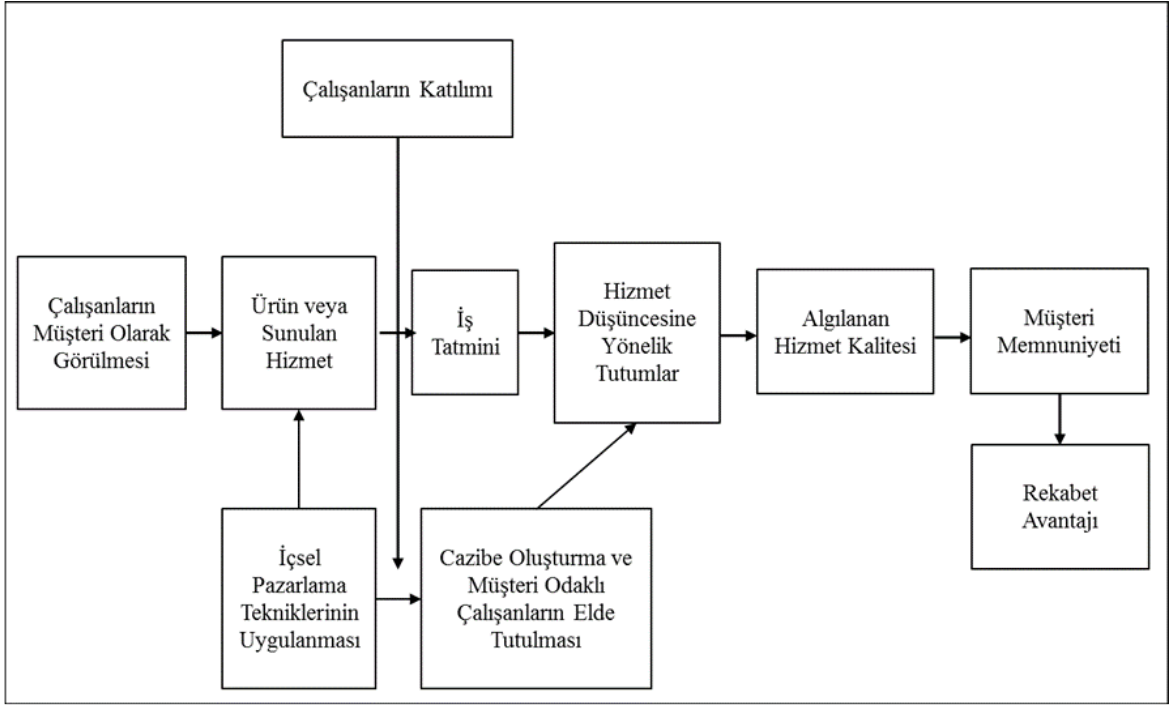 Çalışanların Katılımı
Çalışanların
Müşteri Olarak
Görülmesi
Ürün veya
Sunulan
Hizmet
İş
Tatmini
Hizmet
Düşüncesine
Yönelik
Tutumlar
Algılanan
Hizmet Kalitesi
Müşteri
Memnuniyeti
Rekabet
Avantajı
İçsel
Pazarlama
Tekniklerinin
Uygulanması
Cazibe Oluşturma ve
Müşteri Odaklı
Çalışanların Elde
Tutulması